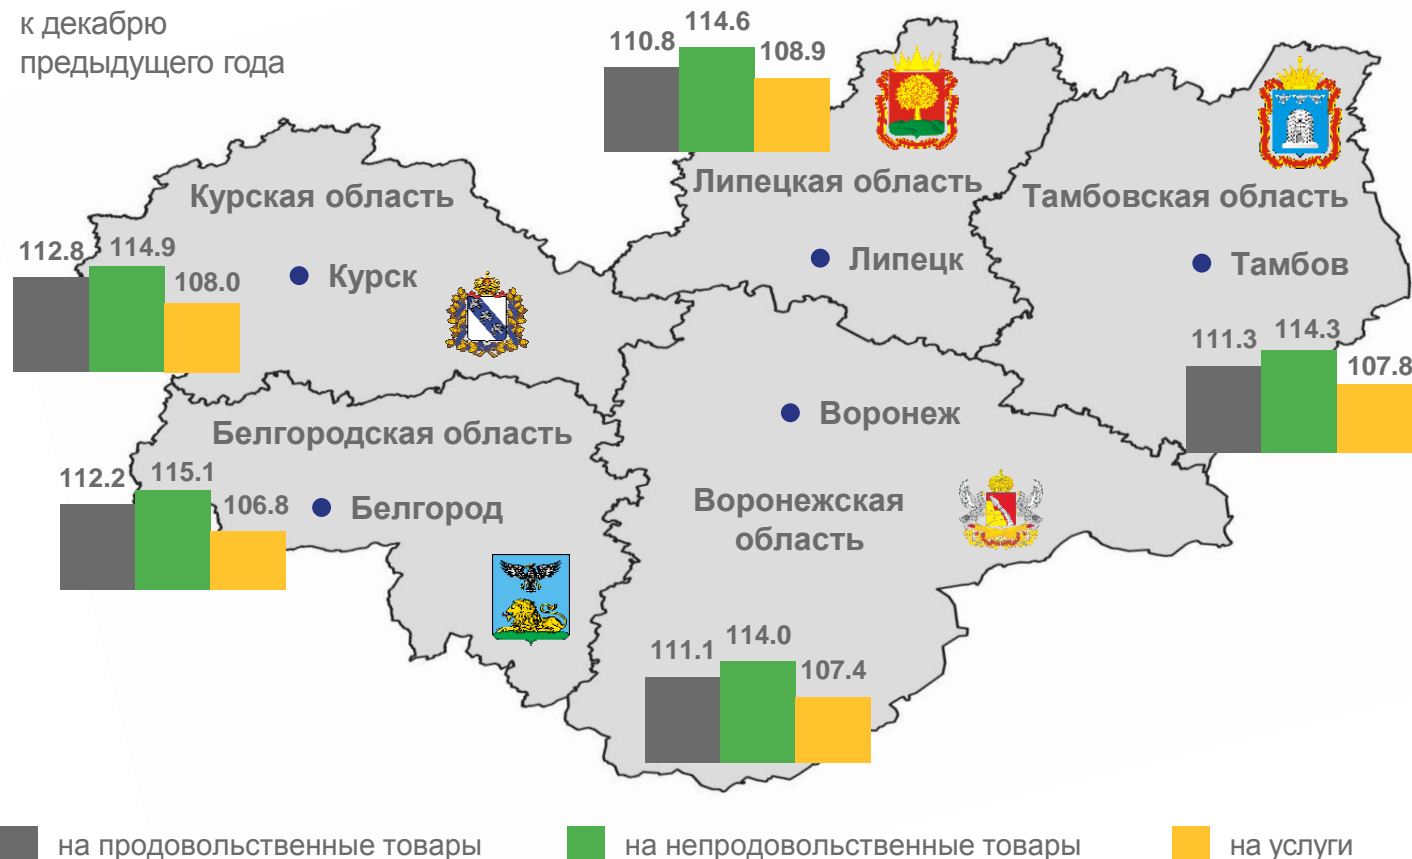 к декабрю
предыдущего года
110.8
114.6
108.9
Липецкая область
Липецк
Курская область
112.8
114.9
108.0
Курск
Тамбовская область
Тамбов
111.3
114.3
107.8
Белгородская область
112.2
115.1
106.8
Белгород
Воронеж
Воронежская
область
111.1
114.0
107.4
на продовольственные товары
на непродовольственные товары
на услуги